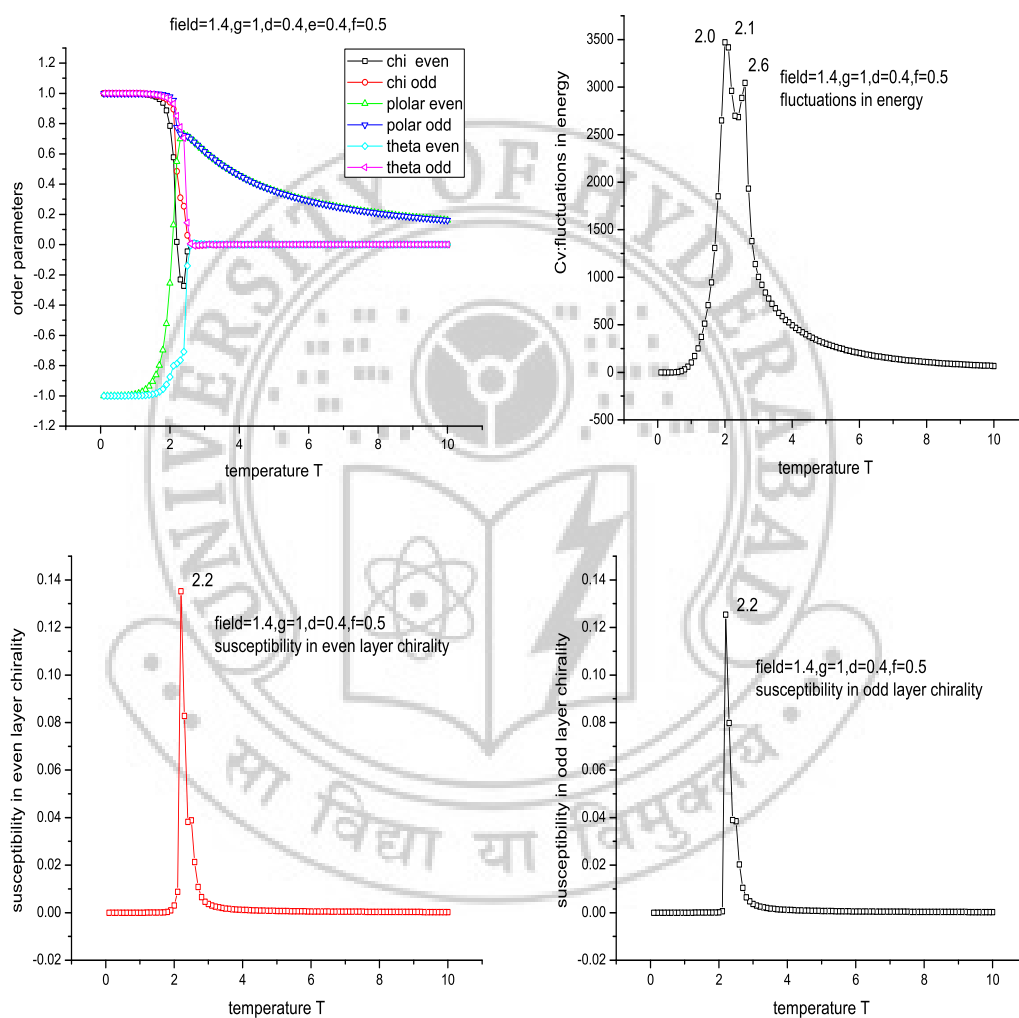 field=1.4,g=1,d=0.4,e=0.4,f=0.5
chi even
chi odd
plolar even
polar odd
theta even
theta odd
order parameters
1.0
0.8
0.6
0.4
0.2
0.0
-0.2
-0.4
-0.6
-0.8
-1.0
-1.2
0 2 4 6 8 10
temperature T
2.0
2.1
2.6
field=1.4,g=1,d=0.4,f=0.5
fluctuations in energy
Cv:fluctuations in energy
3500
3000
2500
2000
1500
1000
500
0
-500
0 2 4 6 8 10
temperature T
2.2
field=1.4,g=1,d=0.4,f=0.5
susceptibility in even layer chirality
susceptibility in even layer chirality
0.14
0.12
0.10
0.08
0.06
0.04
0.02
0.00
-0.02
0 2 4 6 8 10
temperature T
2.2
field=1.4,g=1,d=0.4,f=0.5
susceptibility in odd layer chirality
susceptibility in odd layer chirality
0.14
0.12
0.10
0.08
0.06
0.04
0.02
0.00
-0.02
0 2 4 6 8 10
temperature T
UNIVERSITY OF HYDERABAD
सा विद्या या विमुक्तये